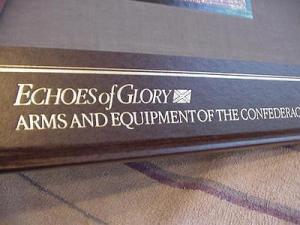 ECHOES of GLORY
ARMS AND EQUIPMENT OF THE CONFEDERAC